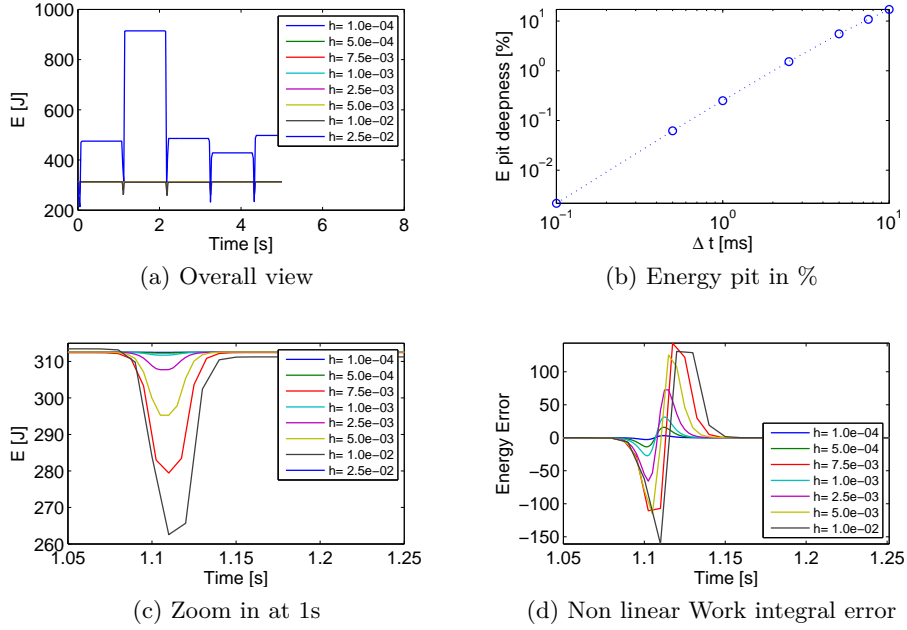 1000
800
600
400
200
E [J]
0
2
4
6
8
Time [s]
h= 1.0e−04
h= 5.0e−04
h= 7.5e−03
h= 1.0e−03
h= 2.5e−03
h= 5.0e−03
h= 1.0e−02
h= 2.5e−02
(a) Overall view
10^1
10^0
10^−1
10^−2
E pit deepness [%]
10^−1
10^0
10^1
Δ t [ms]
(b) Energy pit in %
310
300
290
280
270
260
E [J]
1.05
1.1
1.15
1.2
1.25
Time [s]
h= 1.0e−04
h= 5.0e−04
h= 7.5e−03
h= 1.0e−03
h= 2.5e−03
h= 5.0e−03
h= 1.0e−02
h= 2.5e−02
(c) Zoom in at 1s
100
50
0
−50
−100
−150
Energy Error
1.05
1.1
1.15
1.2
1.25
Time [s]
h= 1.0e−04
h= 5.0e−04
h= 7.5e−03
h= 1.0e−03
h= 2.5e−03
h= 5.0e−03
h= 1.0e−02
(d) Non linear Work integral error